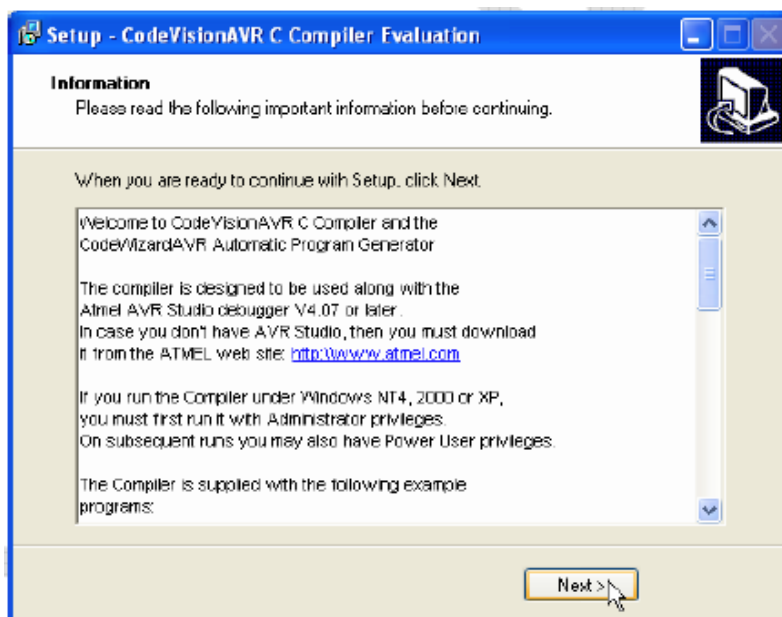 Setup - CodeVisionAVR C Compiler Evaluation
Information
Please read the following important information before continuing.
When you are ready to continue with Setup, click Next.
Welcome to CodeVisionAVR C Compiler and the
CodeWizardAVR Automatic Program Generator
The compiler is designed to be used along with the
Atmel AVR Studio debugger V4.07 or later.
In case you don't have AVR Studio, then you must download
it from the ATMEL web site: http://www.atmel.com
If you run the Compiler under Windows NT4, 2000 or XP,
you must first run it with Administrator privileges.
On subsequent runs you may also have Power User privileges.
The Compiler is supplied with the following example
programs:
Next >